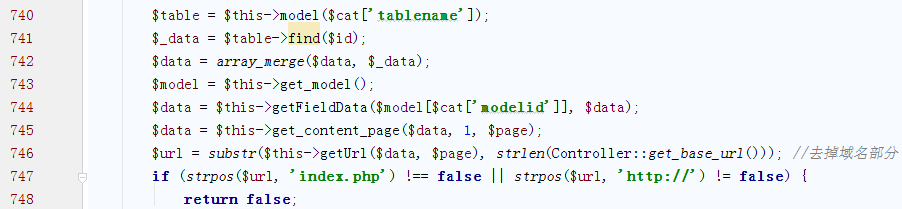 740 $table = $this->model($cat['tablename']);
741 $_data = $table->find($id);
742 $data = array_merge($data, $_data);
743 $model = $this->get_model();
744 $data = $this->getFieldData($model[$cat['modelid']], $data);
745 $data = $this->get_content_page($data, 1, $page);
746 $url = substr($this->getUrl($data, $page), strlen(Controller::get_base_url())); //去掉域名部分
747 if (strpos($url, 'index.php') !== false || strpos($url, 'http://') != false) {
748 return false;